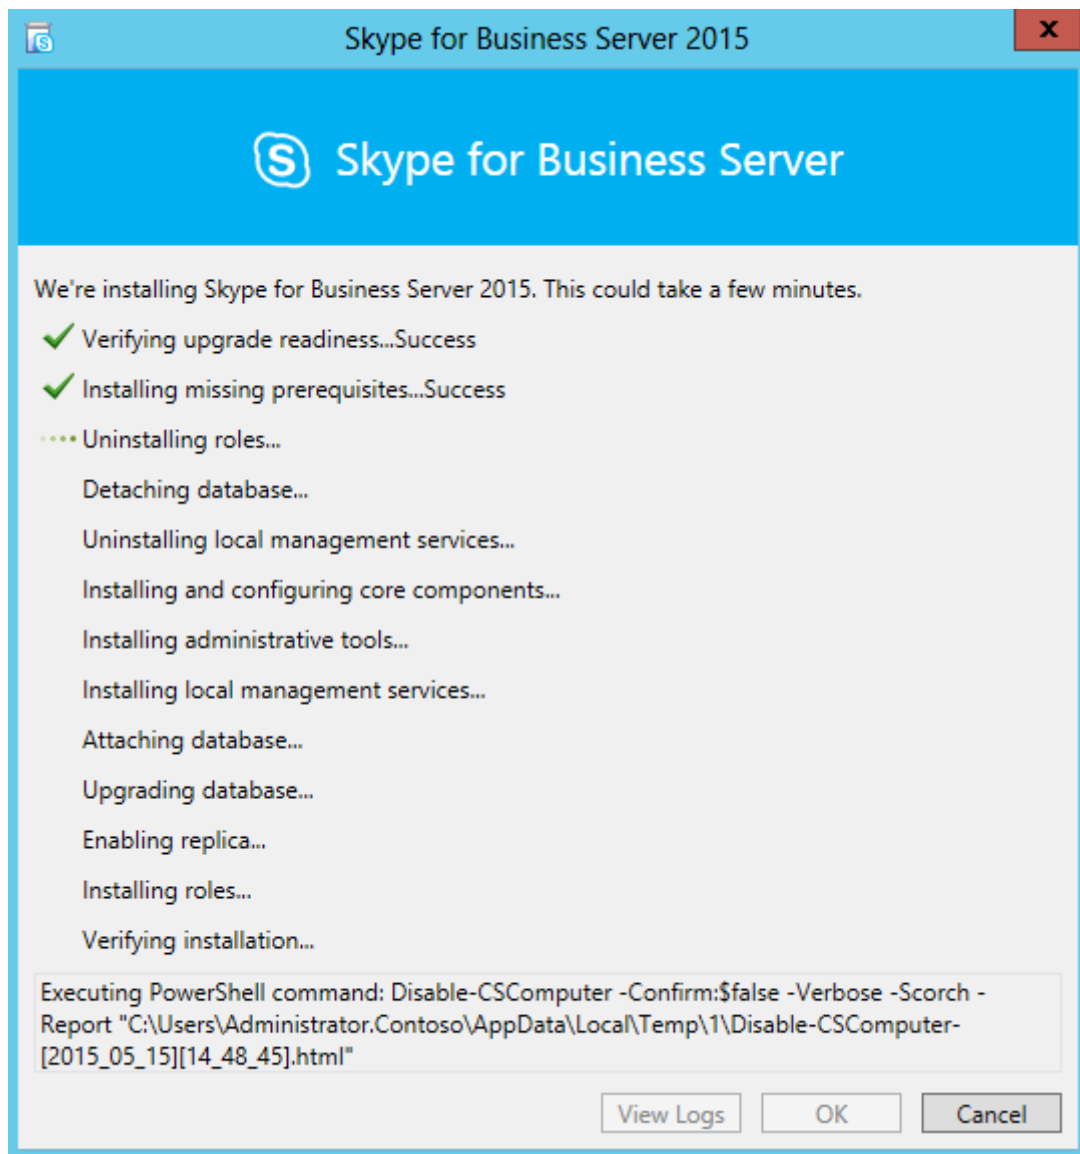 Skype for Business Server 2015
Skype for Business Server
We're installing Skype for Business Server 2015. This could take a few minutes.
Verifying upgrade readiness...Success
Installing missing prerequisites...Success
Uninstalling roles...
Detaching database...
Uninstalling local management services...
Installing and configuring core components...
Installing administrative tools...
Installing local management services...
Attaching database...
Upgrading database...
Enabling replica...
Installing roles...
Verifying installation...
Executing PowerShell command: Disable-CSComputer -Confirm:$false -Verbose -Scorch -
Report "C:\Users\Administrator.Contoso\AppData\Local\Temp\1\Disable-CSComputer-
[2015_05_15][14_48_45].html"
View Logs OK Cancel